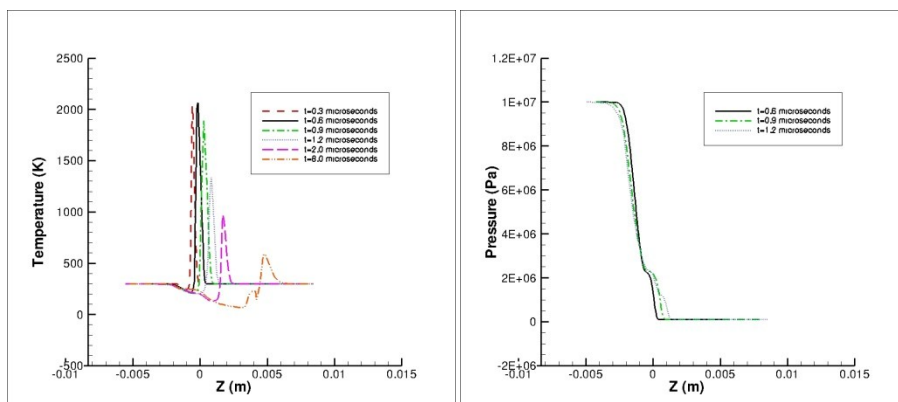 2500
2000
1500
1000
500
0
-500
Temperature (K)
t=0.3 microseconds
t=0.6 microseconds
t=0.9 microseconds
t=1.2 microseconds
t=2.0 microseconds
t=6.0 microseconds
-0.01
-0.005
0
0.005
0.01
0.015
Z (m)
1.2E+07
1E+07
8E+06
6E+06
4E+06
2E+06
0
-2E+06
Pressure (Pa)
t=0.6 microseconds
t=0.9 microseconds
t=1.2 microseconds
-0.01
-0.005
0
0.005
0.01
0.015
Z (m)